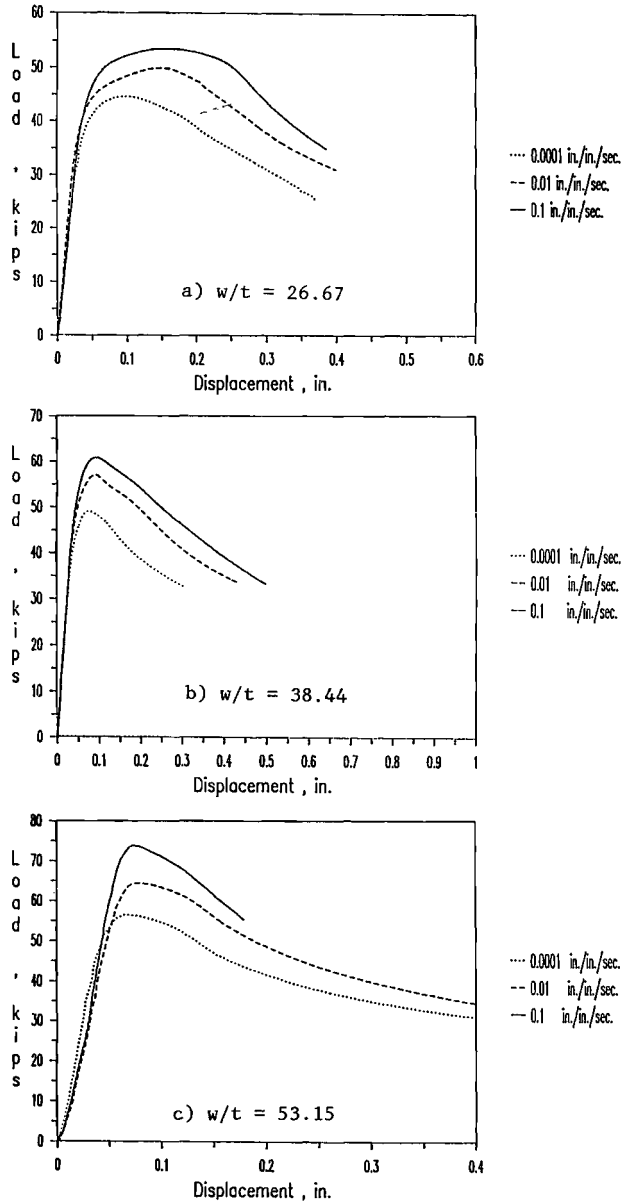 60
50
40
30
20
10
0
Load , kips
a) w/t = 26.67
0 0.1 0.2 0.3 0.4 0.5 0.6
Displacement , in.
0.0001 in./in./sec.
0.01 in./in./sec.
0.1 in./in./sec.
70
60
50
40
30
20
10
0
Load , kips
b) w/t = 38.44
0 0.1 0.2 0.3 0.4 0.5 0.6 0.7 0.8 0.9 1
Displacement , in.
0.0001 in./in./sec.
0.01 in./in./sec.
0.1 in./in./sec.
80
70
60
50
40
30
20
10
0
Load , kips
c) w/t = 53.15
0 0.1 0.2 0.3 0.4
Displacement , in.
0.0001 in./in./sec.
0.01 in./in./sec.
0.1 in./in./sec.